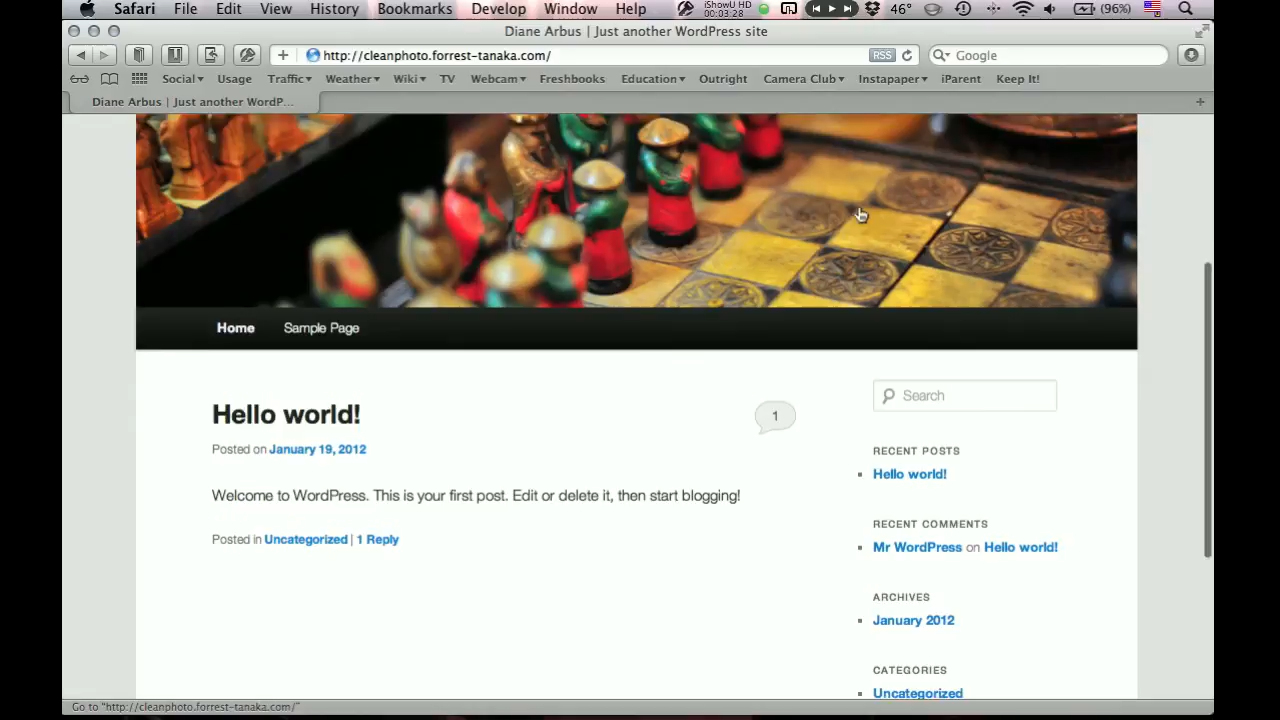 Safari File Edit View History Bookmarks Develop Window Help iShowU HD 00:03:28 46° (96%)
Diane Arbus | Just another WordPress site
http://cleanphoto.forrest-tanaka.com/ RSS Google
Social Usage Traffic Weather Wiki TV Webcam Freshbooks Education Outright Camera Club Instapaper iParent Keep It!
Diane Arbus | Just another WordP...
Home Sample Page
Search
Hello world! 1
Posted on January 19, 2012
RECENT POSTS
Hello world!
Welcome to WordPress. This is your first post. Edit or delete it, then start blogging!
RECENT COMMENTS
Posted in Uncategorized | 1 Reply
Mr WordPress on Hello world!
ARCHIVES
January 2012
CATEGORIES
Uncategorized
Go to "http://cleanphoto.forrest-tanaka.com/"